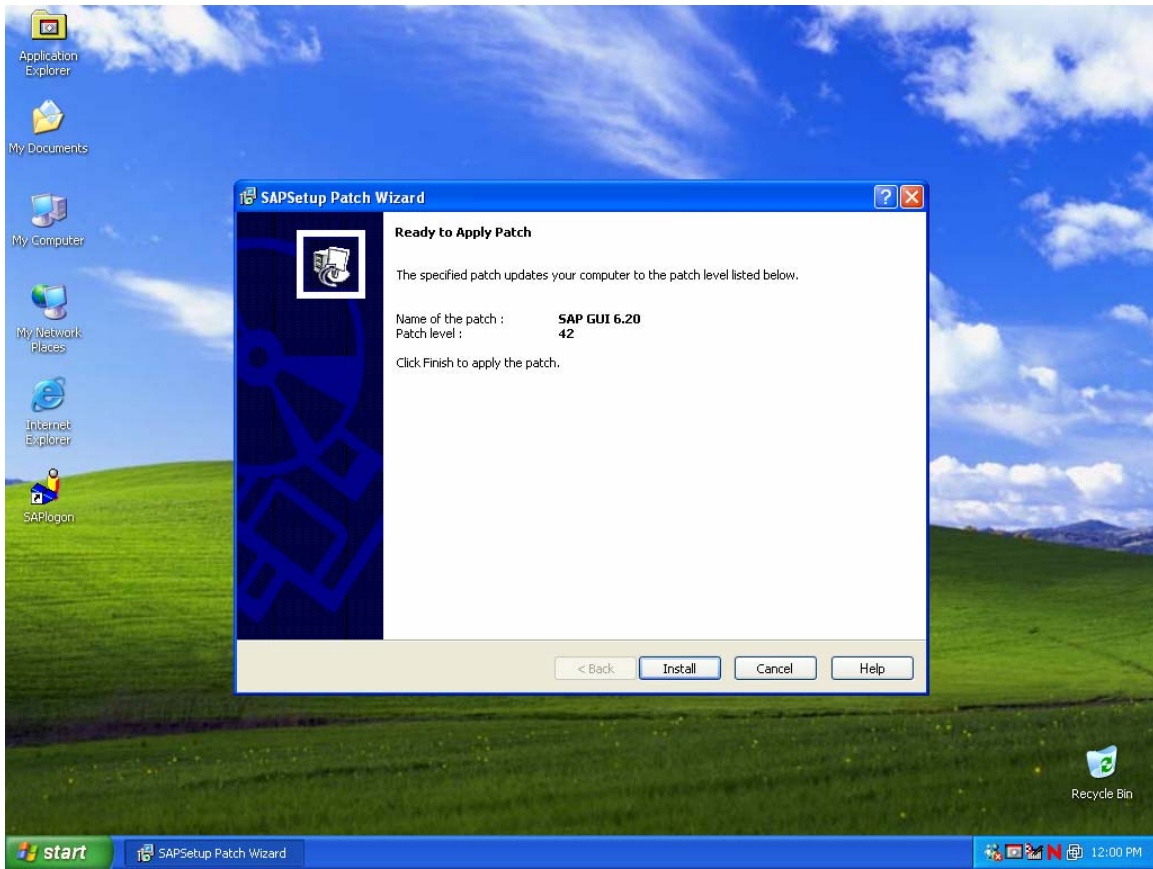 Application
Explorer
My Documents
My Computer
My Network
Places
Internet
Explorer
SAPlogon
SAPSetup Patch Wizard
Ready to Apply Patch
The specified patch updates your computer to the patch level listed below.
Name of the patch : SAP GUI 6.20
Patch level : 42
Click Finish to apply the patch.
< Back Install Cancel Help
Recycle Bin
start SAPSetup Patch Wizard N 12:00 PM